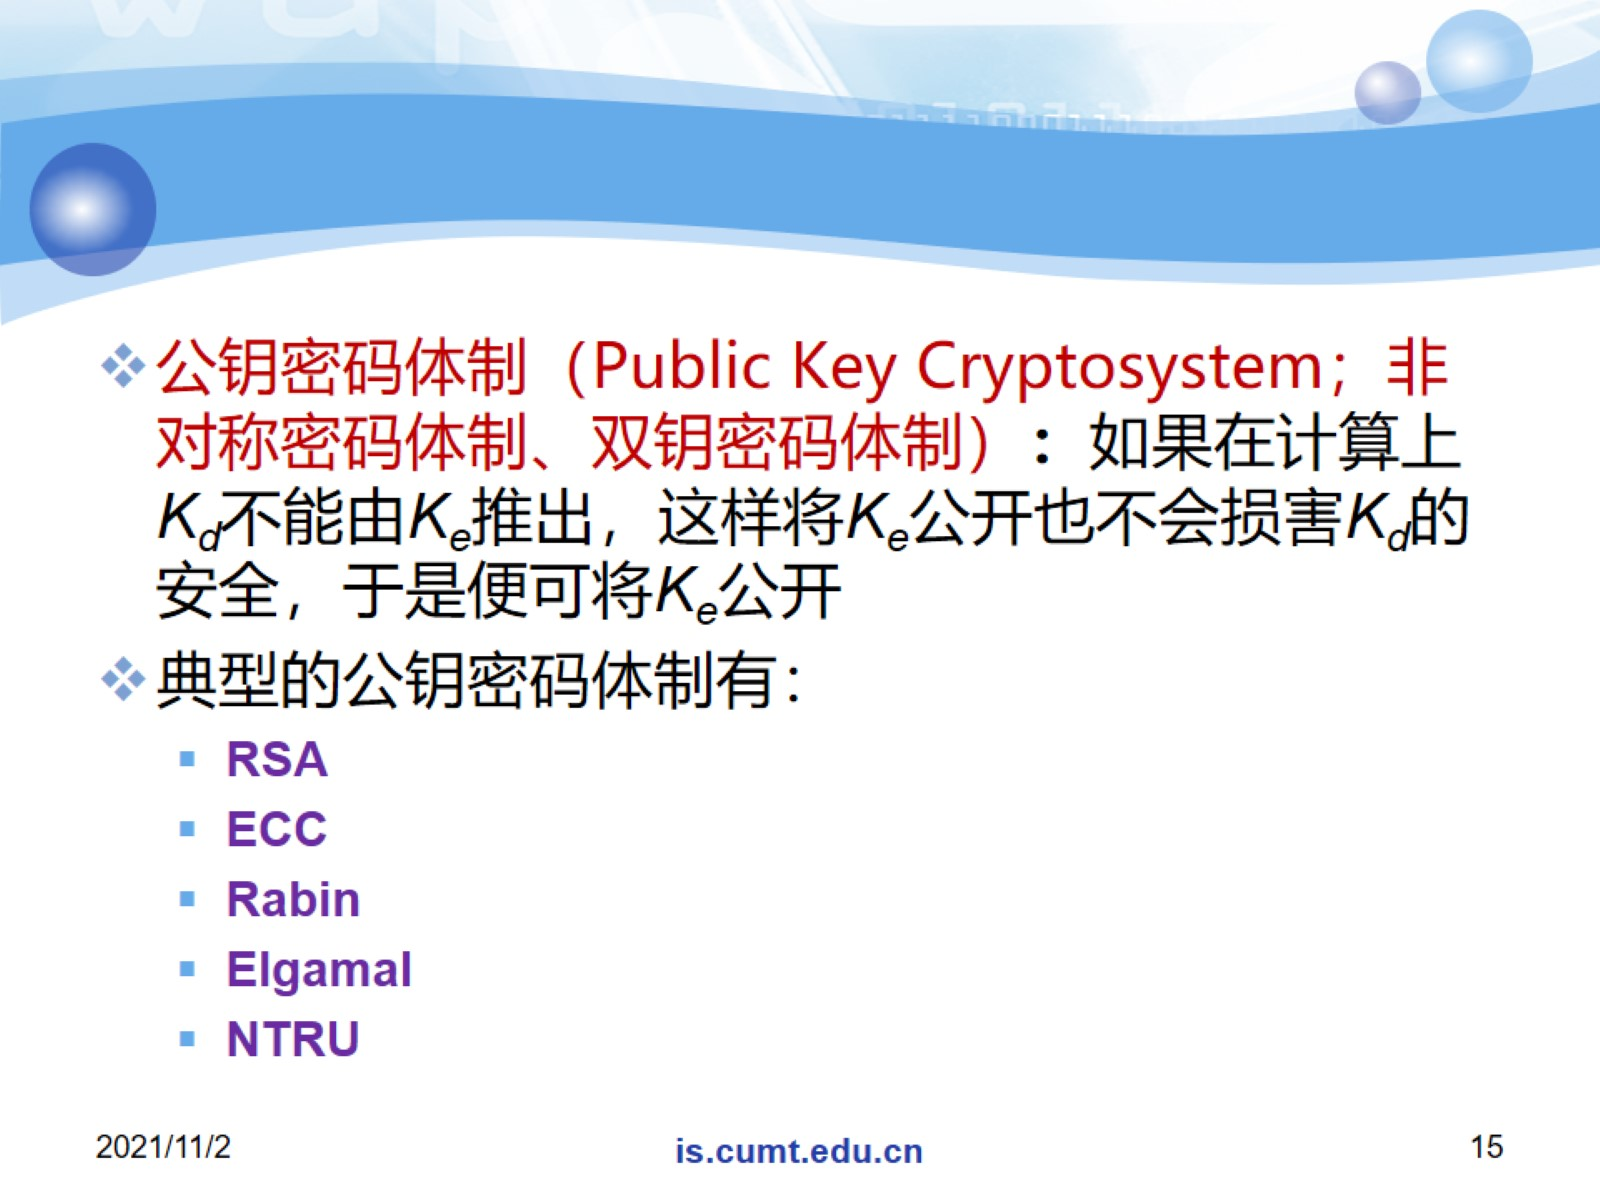 公钥密码体制（Public Key Cryptosystem；非
对称密码体制、双钥密码体制）：如果在计算上
Kd不能由Ke推出，这样将Ke公开也不会损害Kd的
安全，于是便可将Ke公开
典型的公钥密码体制有：
RSA
ECC
Rabin
Elgamal
NTRU
2021/11/2
is.cumt.edu.cn
15